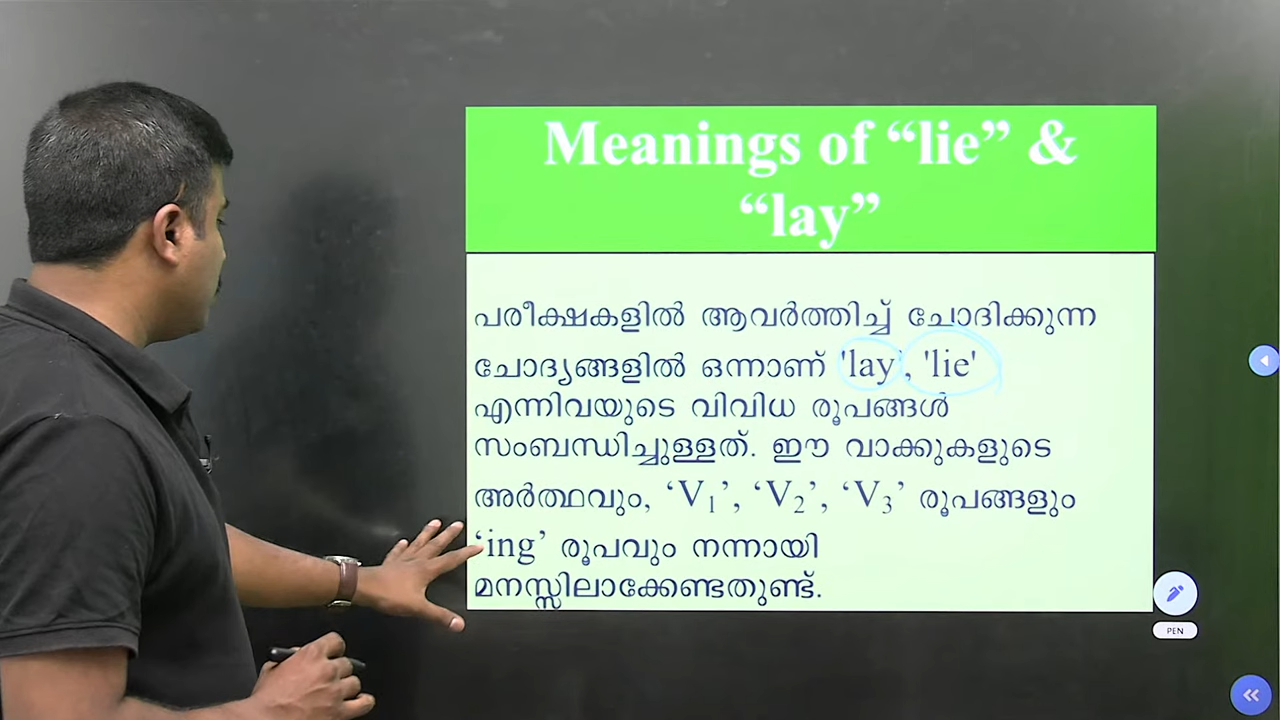 Meanings of “lie” &
“lay”
പരീക്ഷകളിൽ ആവർത്തിച്ച് ചോദിക്കുന്ന
ചോദ്യങ്ങളിൽ ഒന്നാണ് 'lay', 'lie'
എന്നിവയുടെ വിവിധ രൂപങ്ങൾ
സംബന്ധിച്ചുള്ളത്. ഈ വാക്കുകളുടെ
അർത്ഥവും, ‘V₁’, ‘V₂’, ‘V₃’ രൂപങ്ങളും
‘ing’ രൂപവും നന്നായി
മനസ്സിലാക്കേണ്ടതുണ്ട്.
PEN